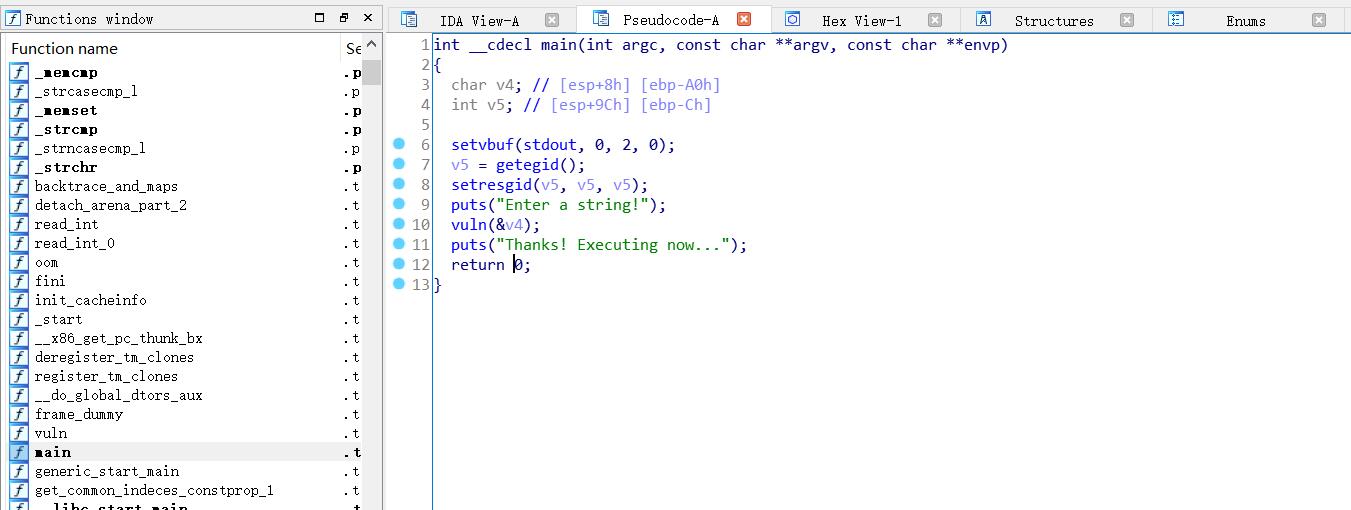 Functions window
Function name
Se
f _memcmp .p
f _strcasecmp_l .p
f _memset .p
f _strcmp .p
f _strncasecmp_l .p
f _strchr .p
f backtrace_and_maps .t
f detach_arena_part_2 .t
f read_int .t
f read_int_0 .t
f oom .t
f fini .t
f init_cacheinfo .t
f _start .t
f __x86_get_pc_thunk_bx .t
f deregister_tm_clones .t
f register_tm_clones .t
f __do_global_dtors_aux .t
f frame_dummy .t
f vuln .t
f main .t
f generic_start_main .t
f get_common_indeces_constprop_1 .t
f __libc_start_main .t
IDA View-A
Pseudocode-A
Hex View-1
Structures
Enums
1 int __cdecl main(int argc, const char **argv, const char **envp)
2 {
3 char v4; // [esp+8h] [ebp-A0h]
4 int v5; // [esp+9Ch] [ebp-Ch]
5
6 setvbuf(stdout, 0, 2, 0);
7 v5 = getegid();
8 setresgid(v5, v5, v5);
9 puts("Enter a string!");
10 vuln(&v4);
11 puts("Thanks! Executing now...");
12 return 0;
13 }